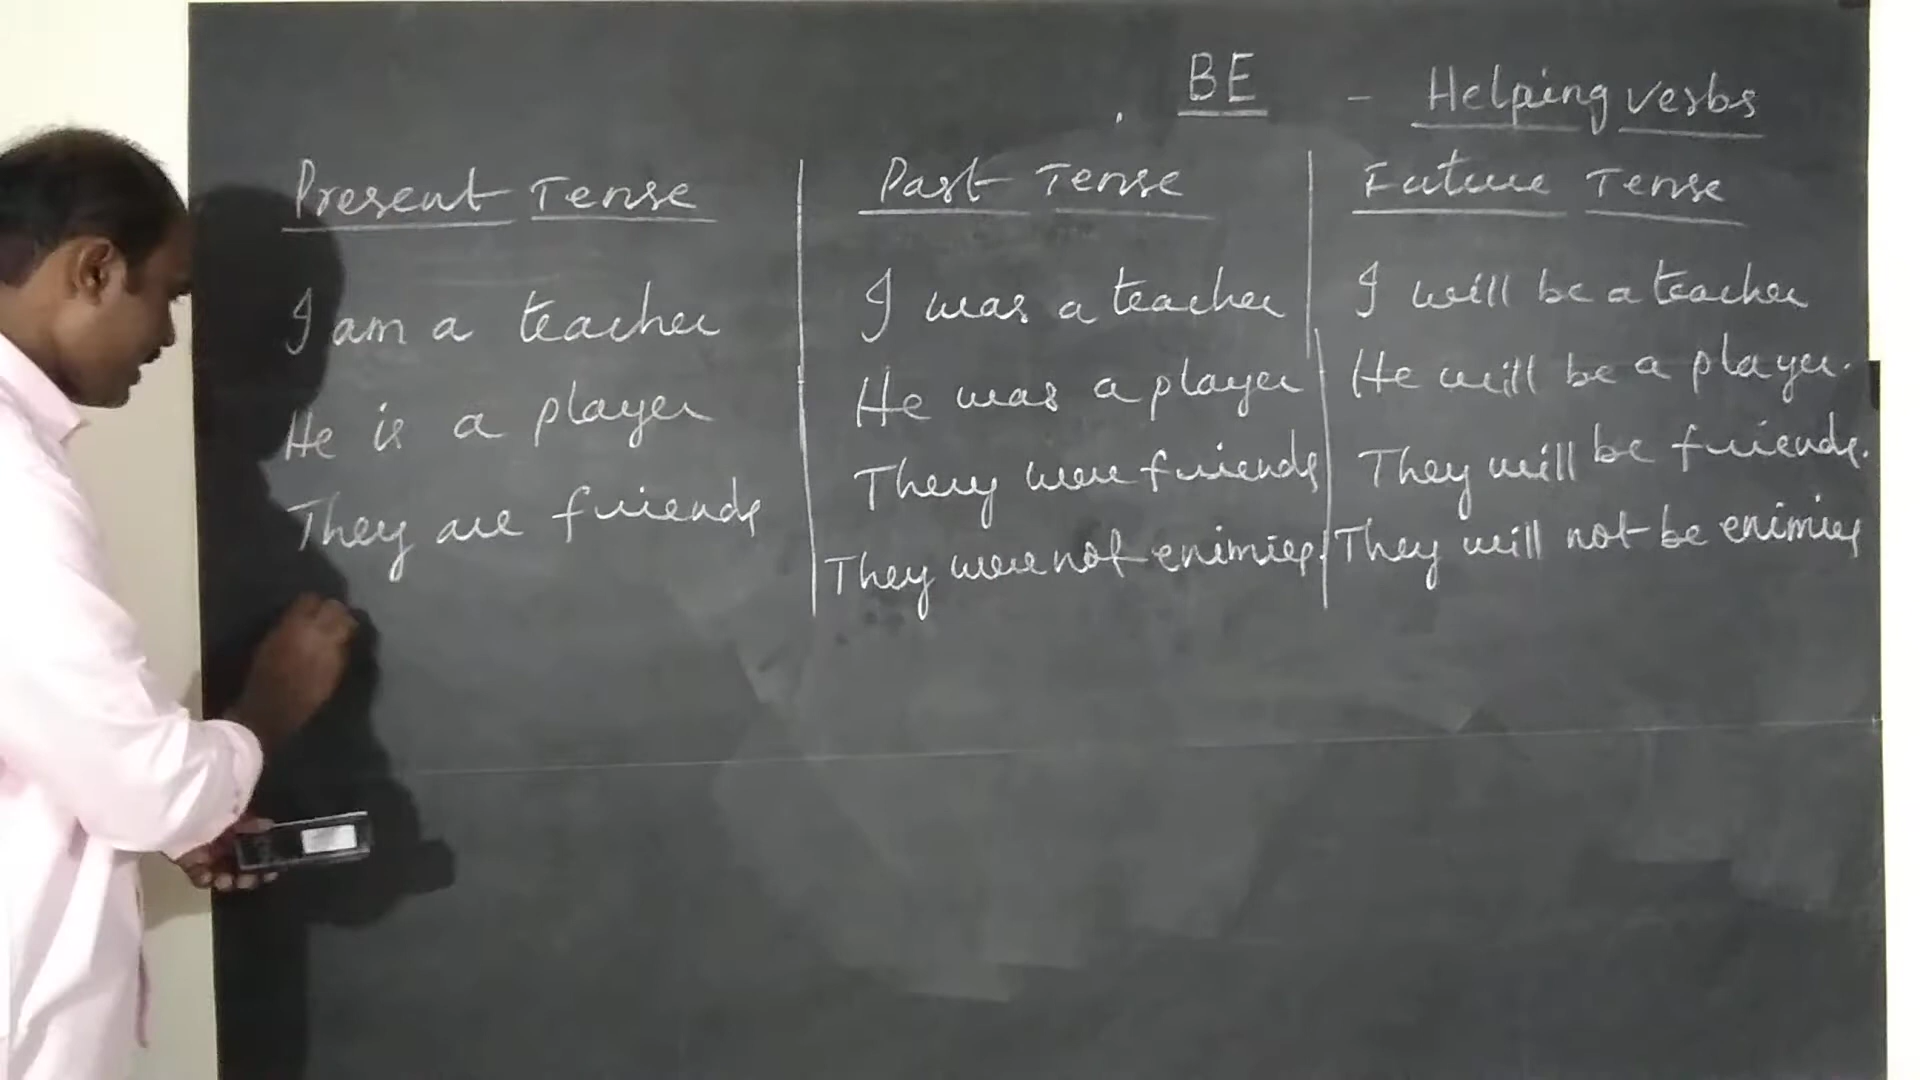 BE - Helping verbs
Present Tense
I am a teacher
He is a player
They are friends
Past Tense
I was a teacher
He was a player
They were friends
They were not enimies.
Future Tense
I will be a teacher
He will be a player.
They will be friends.
They will not be enimies